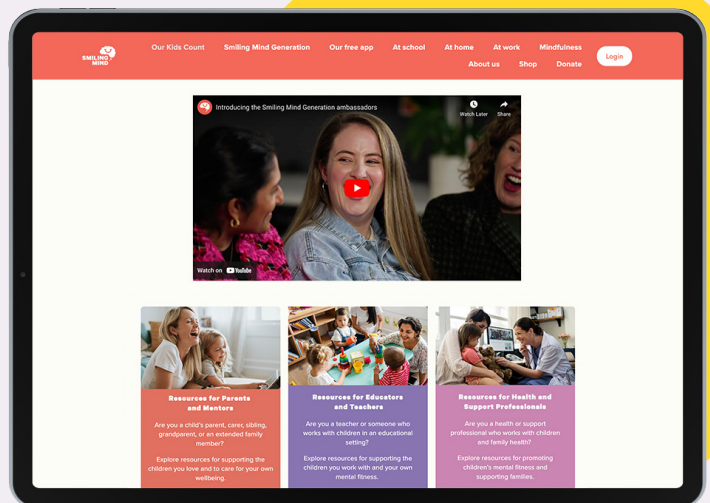 SMILING
MIND
Our Kids Count Smiling Mind Generation Our free app At school At home At work Mindfulness
About us Shop Donate
Login
Introducing the Smiling Mind Generation ambassadors
Watch Later Share
Watch on YouTube
Resources for Parents
and Mentors
Are you a child's parent, carer, sibling,
grandparent, or an extended family
member?
Explore resources for supporting the
children you love and to care for your own
wellbeing.
Resources for Educators
and Teachers
Are you a teacher or someone who
works with children in an educational
setting?
Explore resources for supporting the
children you work with and your own
mental fitness.
Resources for Health and
Support Professionals
Are you a health or support
professional who works with children
and family health?
Explore resources for promoting
children's mental fitness and
supporting families.